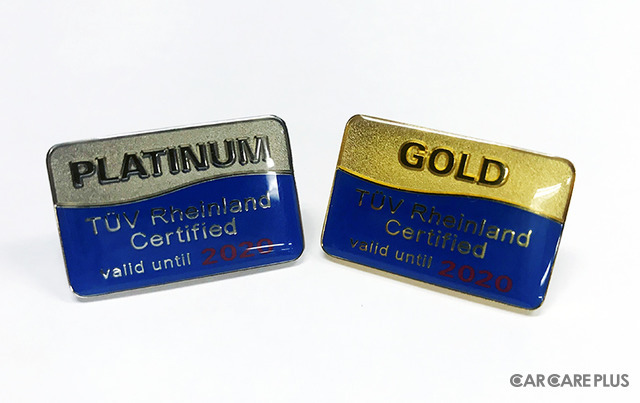 PLATINUM
TÜV Rheinland
Certified
valid until 2020
GOLD
TÜV Rheinland
Certified
valid until 2020
CAR CARE PLUS